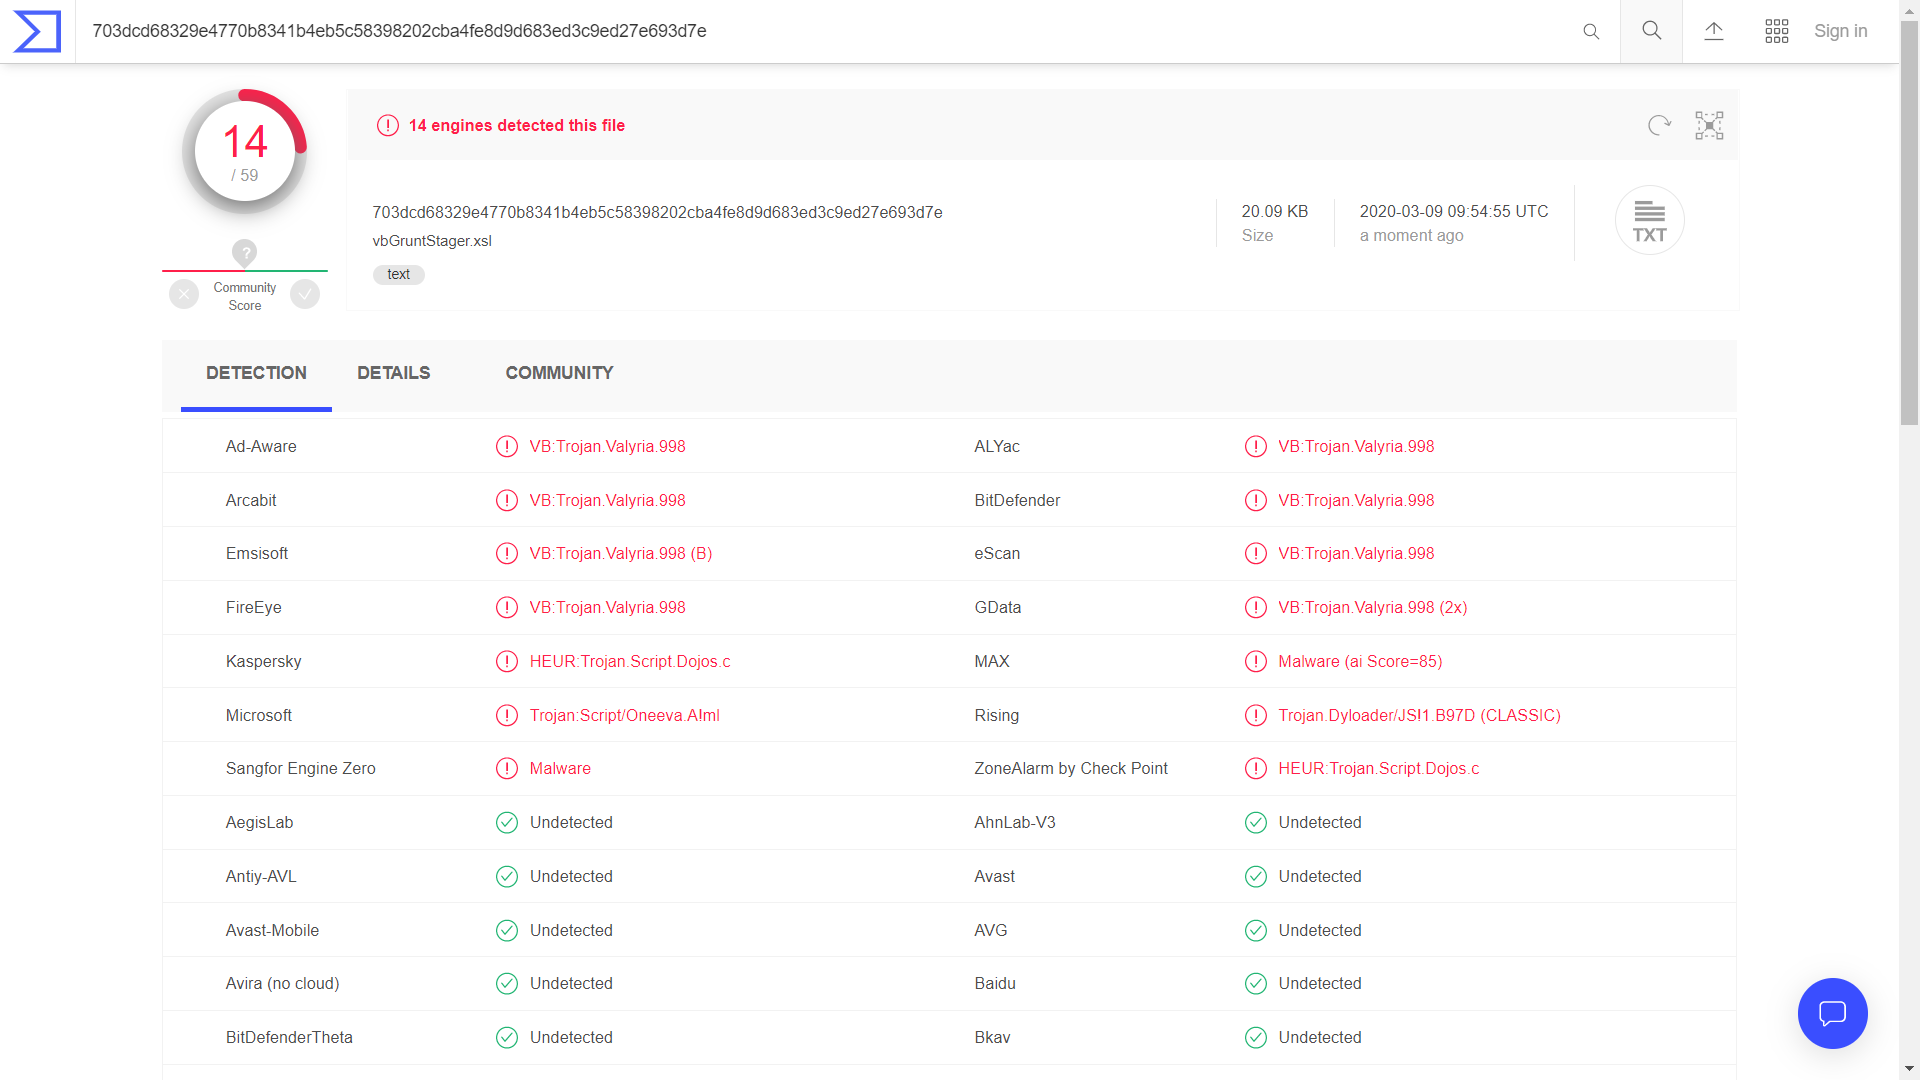 703dcd68329e4770b8341b4eb5c58398202cba4fe8d9d683ed3c9ed27e693d7e
Sign in
14
/ 59
14 engines detected this file
703dcd68329e4770b8341b4eb5c58398202cba4fe8d9d683ed3c9ed27e693d7e
vbGruntStager.xsl
text
20.09 KB
Size
2020-03-09 09:54:55 UTC
a moment ago
TXT
?
Community
Score
DETECTION DETAILS COMMUNITY
Ad-Aware VB:Trojan.Valyria.998 ALYac VB:Trojan.Valyria.998
Arcabit VB:Trojan.Valyria.998 BitDefender VB:Trojan.Valyria.998
Emsisoft VB:Trojan.Valyria.998 (B) eScan VB:Trojan.Valyria.998
FireEye VB:Trojan.Valyria.998 GData VB:Trojan.Valyria.998 (2x)
Kaspersky HEUR:Trojan.Script.Dojos.c MAX Malware (ai Score=85)
Microsoft Trojan:Script/Oneeva.A!ml Rising Trojan.Dyloader/JS!1.B97D (CLASSIC)
Sangfor Engine Zero Malware ZoneAlarm by Check Point HEUR:Trojan.Script.Dojos.c
AegisLab Undetected AhnLab-V3 Undetected
Antiy-AVL Undetected Avast Undetected
Avast-Mobile Undetected AVG Undetected
Avira (no cloud) Undetected Baidu Undetected
BitDefenderTheta Undetected Bkav Undetected